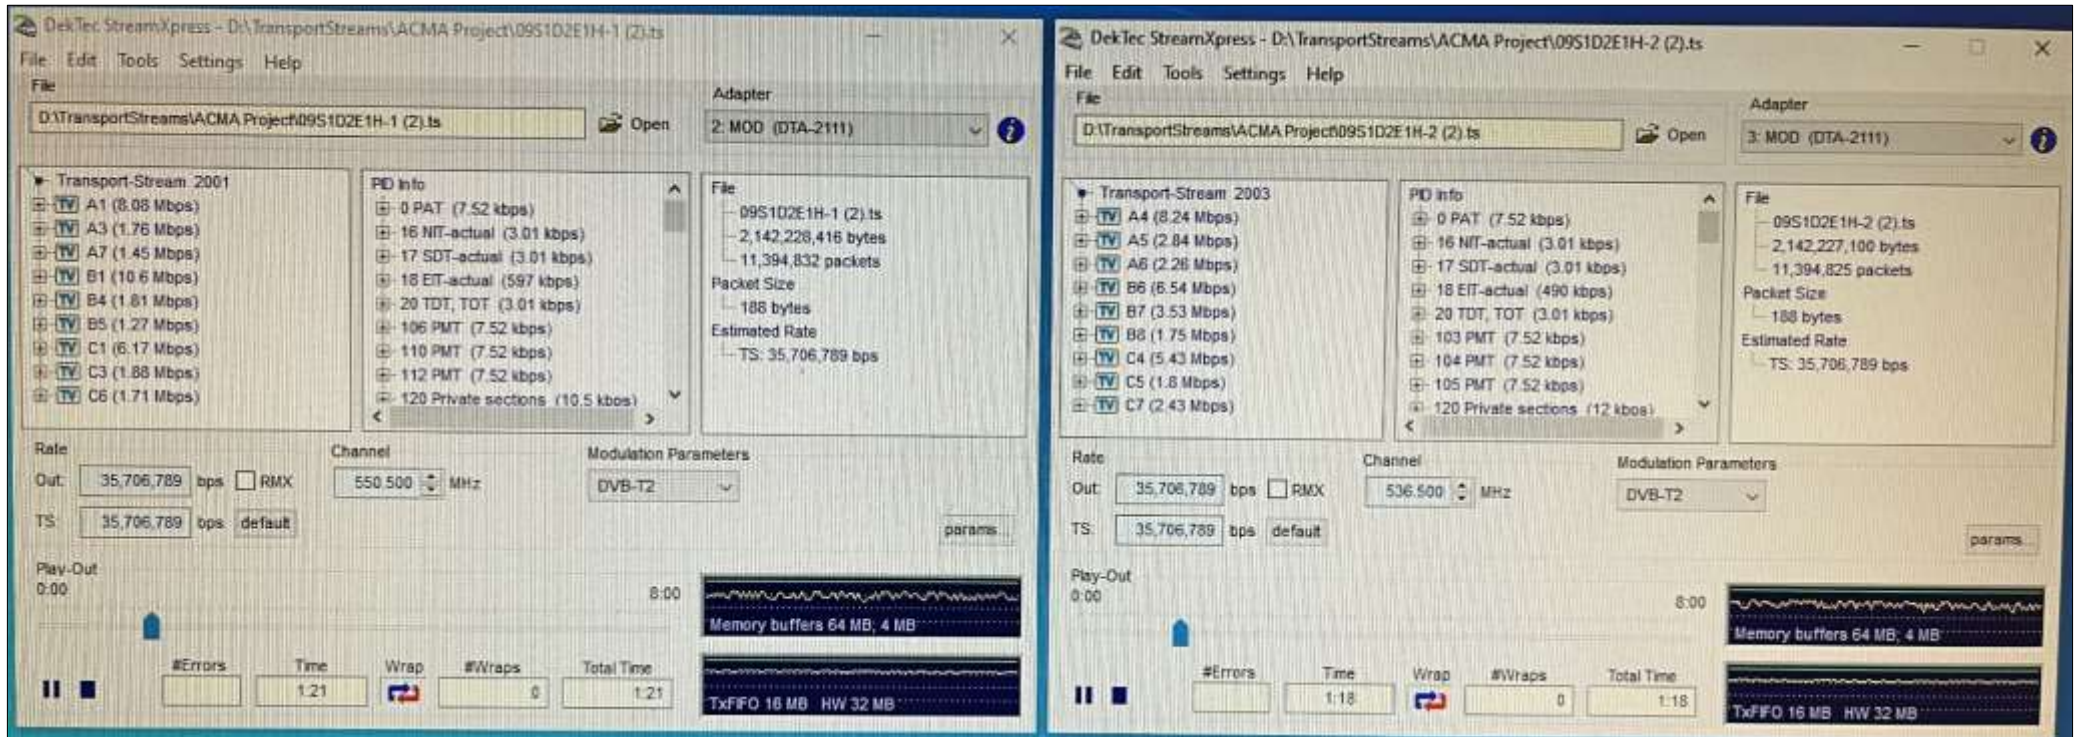 DekTec StreamXpress - D:\TransportStreams\ACMA Project\09S1D2E1H-1 (2).ts
File Edit Tools Settings Help
File
D:\TransportStreams\ACMA Project\09S1D2E1H-1 (2).ts
Open
Adapter
2: MOD (DTA-2111)
Transport-Stream 2001
TV A1 (8.08 Mbps)
TV A3 (1.76 Mbps)
TV A7 (1.45 Mbps)
TV B1 (10.6 Mbps)
TV B4 (1.81 Mbps)
TV B5 (1.27 Mbps)
TV C1 (6.17 Mbps)
TV C3 (1.88 Mbps)
TV C6 (1.71 Mbps)
PID Info
0 PAT (7.52 kbps)
16 NIT-actual (3.01 kbps)
17 SDT-actual (3.01 kbps)
18 EIT-actual (597 kbps)
20 TDT, TOT (3.01 kbps)
106 PMT (7.52 kbps)
110 PMT (7.52 kbps)
112 PMT (7.52 kbps)
120 Private sections (10.5 kbps)
File
09S1D2E1H-1 (2).ts
2,142,228,416 bytes
11,394,832 packets
Packet Size
188 bytes
Estimated Rate
TS: 35,706,789 bps
Rate
Out: 35,706,789 bps RMX
TS: 35,706,789 bps default
Channel
550.500 MHz
Modulation Parameters
DVB-T2
params...
Play-Out
0:00
8:00
Memory buffers 64 MB; 4 MB
#Errors Time Wrap #Wraps Total Time
1:21 0 1:21
TxFIFO 16 MB HW 32 MB
DekTec StreamXpress - D:\TransportStreams\ACMA Project\09S1D2E1H-2 (2).ts
File Edit Tools Settings Help
File
D:\TransportStreams\ACMA Project\09S1D2E1H-2 (2).ts
Open
Adapter
3: MOD (DTA-2111)
Transport-Stream 2003
TV A4 (8.24 Mbps)
TV A5 (2.84 Mbps)
TV A6 (2.26 Mbps)
TV B6 (6.54 Mbps)
TV B7 (3.53 Mbps)
TV B8 (1.75 Mbps)
TV C4 (5.43 Mbps)
TV C5 (1.8 Mbps)
TV C7 (2.43 Mbps)
PID Info
0 PAT (7.52 kbps)
16 NIT-actual (3.01 kbps)
17 SDT-actual (3.01 kbps)
18 EIT-actual (490 kbps)
20 TDT, TOT (3.01 kbps)
103 PMT (7.52 kbps)
104 PMT (7.52 kbps)
105 PMT (7.52 kbps)
120 Private sections (12 kbps)
File
09S1D2E1H-2 (2).ts
2,142,227,100 bytes
11,394,825 packets
Packet Size
188 bytes
Estimated Rate
TS: 35,706,789 bps
Rate
Out: 35,706,789 bps RMX
TS: 35,706,789 bps default
Channel
536.500 MHz
Modulation Parameters
DVB-T2
params...
Play-Out
0:00
8:00
Memory buffers 64 MB; 4 MB
#Errors Time Wrap #Wraps Total Time
1:18 0 1:18
TxFIFO 16 MB HW 32 MB